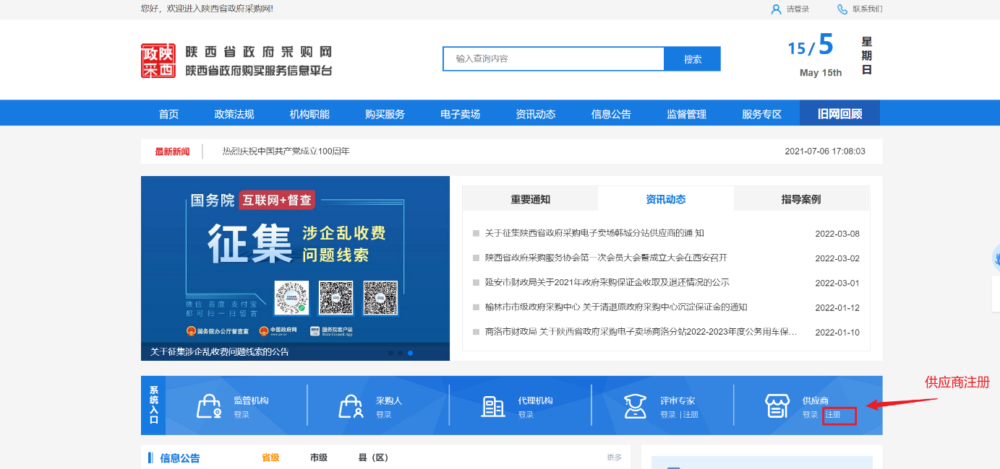 您好，欢迎进入陕西省政府采购网!
请登录
联系我们
陕西政采
陕西省政府采购网
陕西省政府购买服务信息平台
输入查询内容
搜索
15/5
May 15th
星期日
首页 政策法规 机构职能 购买服务 电子卖场 资讯动态 信息公告 监督管理 服务专区 旧网回顾
最新新闻
热烈庆祝中国共产党成立100周年
2021-07-06 17:08:03
国务院 互联网+督查
征集
涉企乱收费
问题线索
微信 百度 支付宝
都可扫一扫留言
国务院办公厅督查室
中国政府网
www.gov.cn
国务院客户端
State Council App
关于征集涉企乱收费问题线索的公告
重要通知 资讯动态 指导案例
关于征集陕西省政府采购电子卖场韩城分站供应商的通 知 2022-03-08
陕西省政府采购服务协会第一次会员大会暨成立大会在西安召开 2022-03-02
延安市财政局关于2021年政府采购保证金收取及退还情况的公示 2022-03-01
榆林市市级政府采购中心 关于清退原政府采购中心沉淀保证金的通知 2022-01-12
商洛市财政局 关于陕西省政府采购电子卖场商洛分站2022-2023年度公务用车保... 2022-01-10
系统入口
监管机构
登录
采购人
登录
代理机构
登录
评审专家
登录 | 注册
供应商
登录 注册
供应商注册
信息公告
省级 市级 县（区）
更多